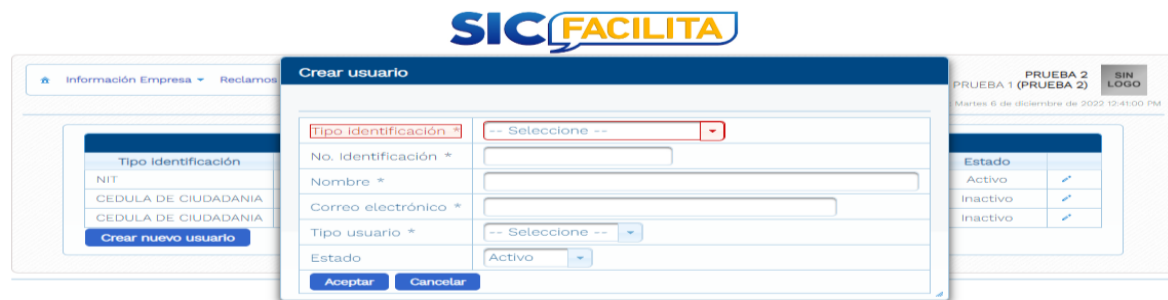 SIC FACILITA
Información Empresa Reclamos
PRUEBA 2
PRUEBA 1 (PRUEBA 2)
SIN
LOGO
Martes 6 de diciembre de 2022 12:41:00 PM
Crear usuario
Tipo identificación * -- Seleccione --
No. Identificación *
Nombre *
Correo electrónico *
Tipo usuario * -- Seleccione --
Estado Activo
Aceptar Cancelar
Tipo Identificación Estado
NIT Activo
CEDULA DE CIUDADANIA Inactivo
CEDULA DE CIUDADANIA Inactivo
Crear nuevo usuario